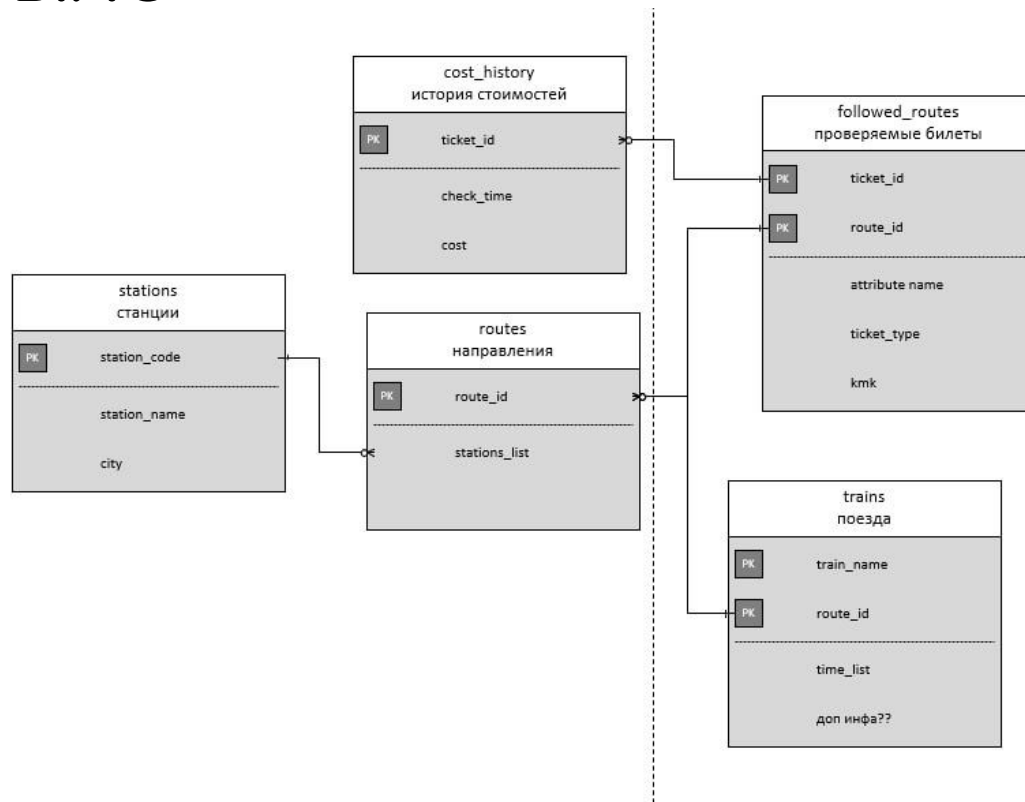 cost_history
история стоимостей
PK ticket_id
check_time
cost
followed_routes
проверяемые билеты
PK ticket_id
PK route_id
attribute name
ticket_type
kmk
stations
станции
PK station_code
station_name
city
routes
направления
PK route_id
stations_list
trains
поезда
PK train_name
PK route_id
time_list
доп инфа??